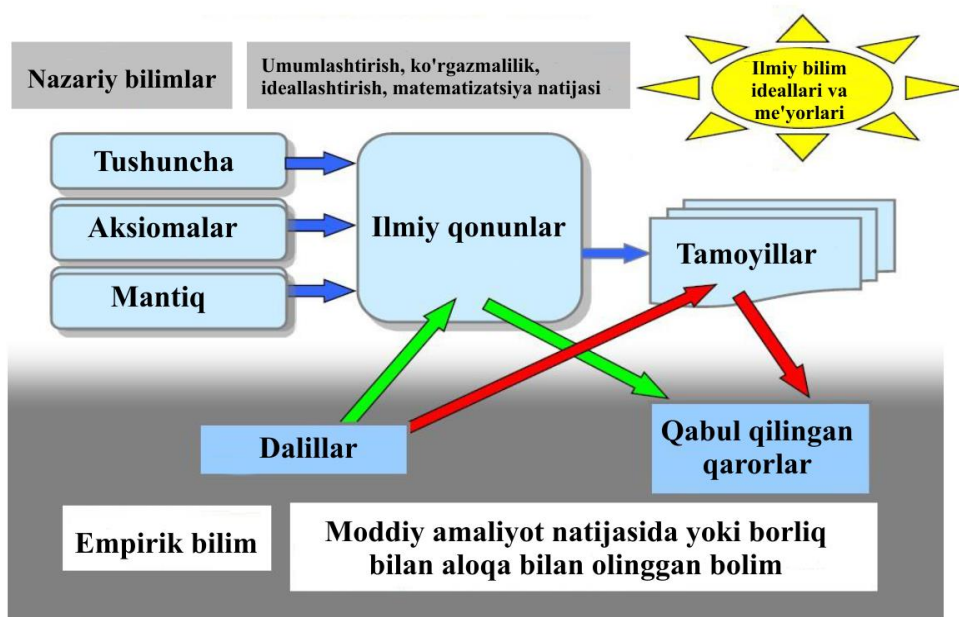 Nazariy bilimlar
Umumlashtirish, ko'rgazmalilik,
ideallashtirish, matematizatsiya natijasi
Ilmiy bilim
ideallari va
me'yorlari
Tushuncha
Aksiomalar
Mantiq
Ilmiy qonunlar
Tamoyillar
Dalillar
Qabul qilingan
qarorlar
Empirik bilim
Moddiy amaliyot natijasida yoki borliq
bilan aloqa bilan olinggan bolim